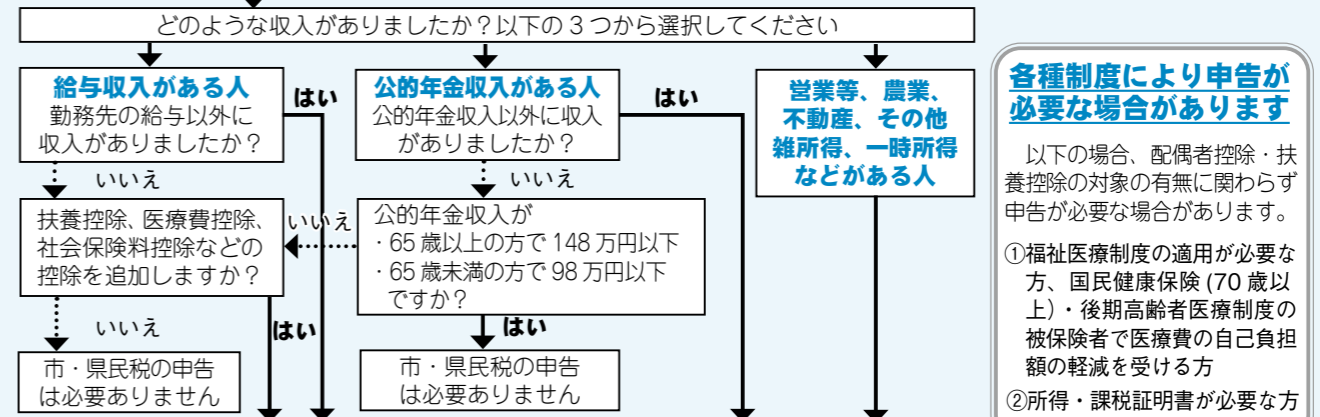 どのような収入がありましたか？以下の3つから選択してください
給与収入がある人
勤務先の給与以外に
収入がありましたか？
はい
いいえ
公的年金収入がある人
公的年金収入以外に収入
がありましたか？
はい
いいえ
営業等、農業、
不動産、その他
雑所得、一時所得
などがある人
扶養控除、医療費控除、
社会保険料控除などの
控除を追加しますか？
いいえ
公的年金収入が
・65歳以上の方で148万円以下
・65歳未満の方で98万円以下
ですか？
いいえ
はい
はい
市・県民税の申告
は必要ありません
市・県民税の申告
は必要ありません
各種制度により申告が
必要な場合があります
以下の場合、配偶者控除・扶
養控除の対象の有無に関わらず
申告が必要な場合があります。
①福祉医療制度の適用が必要な
方、国民健康保険(70歳以
上)・後期高齢者医療制度の
被保険者で医療費の自己負担
額の軽減を受ける方
②所得・課税証明書が必要な方